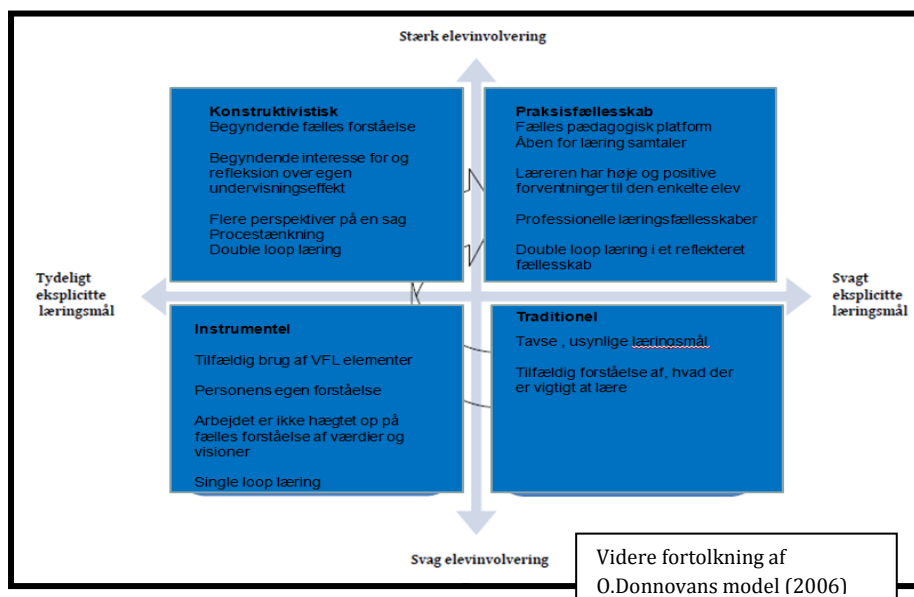 Stærk elevinvolvering
Konstruktivistisk
Begyndende fælles forståelse
Begyndende interesse for og
refleksion over egen
undervisningseffekt
Flere perspektiver på en sag
Procestænkning
Double loop læring
Praksisfællesskab
Fælles pædagogisk platform
Åben for læring samtaler
Læreren har høje og positive
forventninger til den enkelte elev
Professionelle læringsfællesskaber
Double loop læring i et reflekteret
fællesskab
Tydeligt
eksplicitte
læringsmål
Svagt
eksplicitte
læringsmål
Instrumentel
Tilfældig brug af VFL elementer
Personens egen forståelse
Arbejdet er ikke hægtet op på
fælles forståelse af værdier og
visioner
Single loop læring
Traditionel
Tavse , usynlige læringsmål
Tilfældig forståelse af, hvad der
er vigtigt at lære
Svag elevinvolvering
Videre fortolkning af
O.Donnovans model (2006)